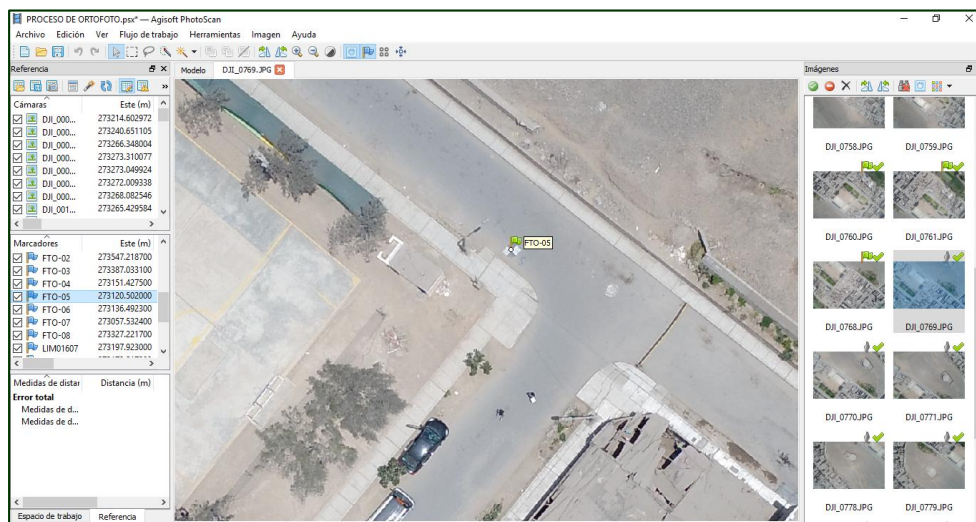 PROCESO DE ORTOFOTO.psx* — Agisoft PhotoScan
Archivo Edición Ver Flujo de trabajo Herramientas Imagen Ayuda
Referencia
Modelo DJI_0769.JPG
Imágenes
Cámaras Este (m)
DJI_000... 273214.602972
DJI_000... 273240.651105
DJI_000... 273266.348004
DJI_000... 273273.310077
DJI_000... 273273.049924
DJI_000... 273272.009338
DJI_000... 273268.082546
DJI_001... 273265.429584
Marcadores Este (m)
FTO-02 273547.218700
FTO-03 273387.033100
FTO-04 273151.427500
FTO-05 273120.502000
FTO-06 273136.492300
FTO-07 273057.532400
FTO-08 273327.221700
LIM01607 273197.923000
Medidas de distar Distancia (m)
Error total
Medidas de d...
Medidas de d...
Espacio de trabajo Referencia
FTO-05
DJI_0758.JPG DJI_0759.JPG
DJI_0760.JPG DJI_0761.JPG
DJI_0768.JPG DJI_0769.JPG
DJI_0770.JPG DJI_0771.JPG
DJI_0778.JPG DJI_0779.JPG